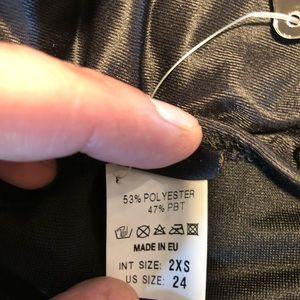 53% POLYESTER
47% PBT
MADE IN EU
INT SIZE: 2XS
US SIZE: 24